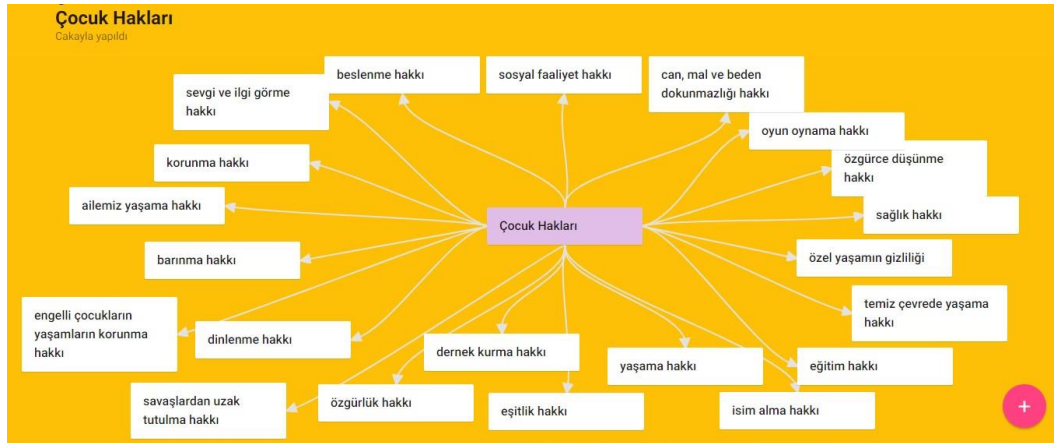 Çocuk Hakları
Cakayla yapıldı
beslenme hakkı
sosyal faaliyet hakkı
can, mal ve beden
dokunmazlığı hakkı
sevgi ve ilgi görme
hakkı
oyun oynama hakkı
korunma hakkı
özgürce düşünme
hakkı
ailemiz yaşama hakkı
sağlık hakkı
Çocuk Hakları
barınma hakkı
özel yaşamın gizliliği
engelli çocukların
yaşamların korunma
hakkı
temiz çevrede yaşama
hakkı
dinlenme hakkı
dernek kurma hakkı
yaşama hakkı
eğitim hakkı
savaşlardan uzak
tutulma hakkı
özgürlük hakkı
eşitlik hakkı
isim alma hakkı
+